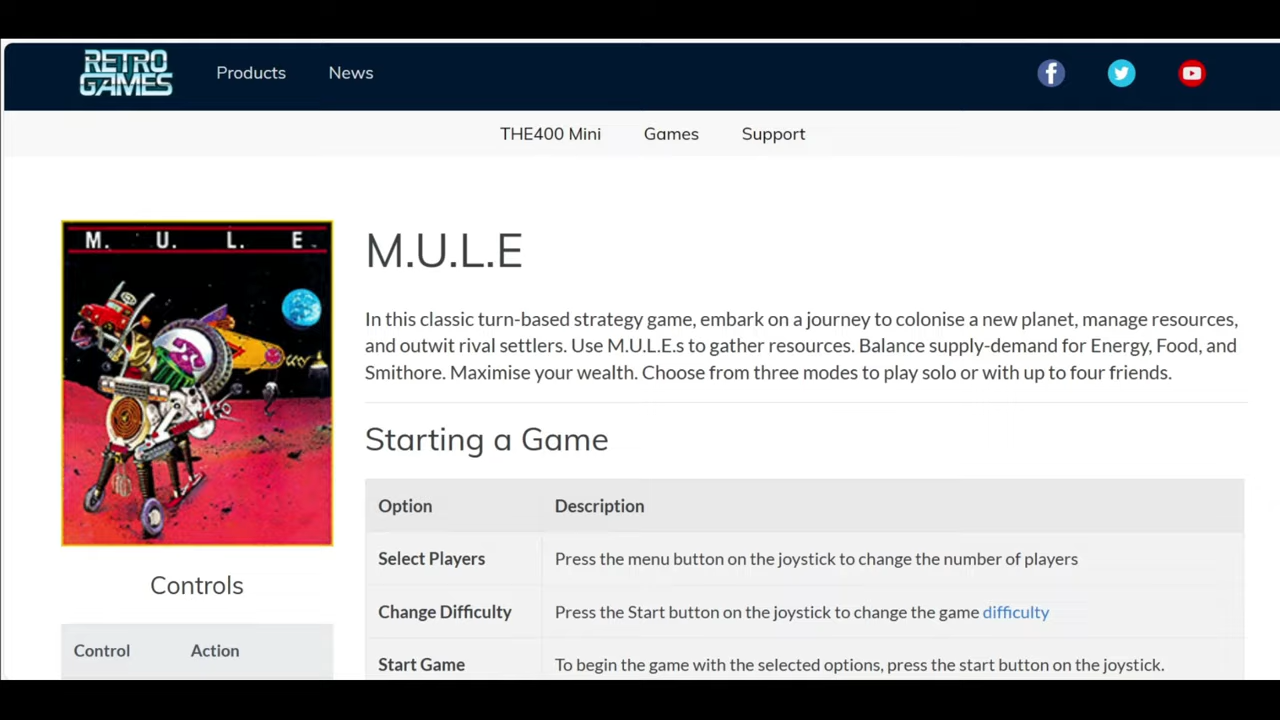 RETRO GAMES
Products
News
THE400 Mini
Games
Support
M. U. L. E.
M.U.L.E
In this classic turn-based strategy game, embark on a journey to colonise a new planet, manage resources,
and outwit rival settlers. Use M.U.L.E.s to gather resources. Balance supply-demand for Energy, Food, and
Smithore. Maximise your wealth. Choose from three modes to play solo or with up to four friends.
Starting a Game
Option
Description
Select Players
Press the menu button on the joystick to change the number of players
Change Difficulty
Press the Start button on the joystick to change the game difficulty
Start Game
To begin the game with the selected options, press the start button on the joystick.
Controls
Control
Action